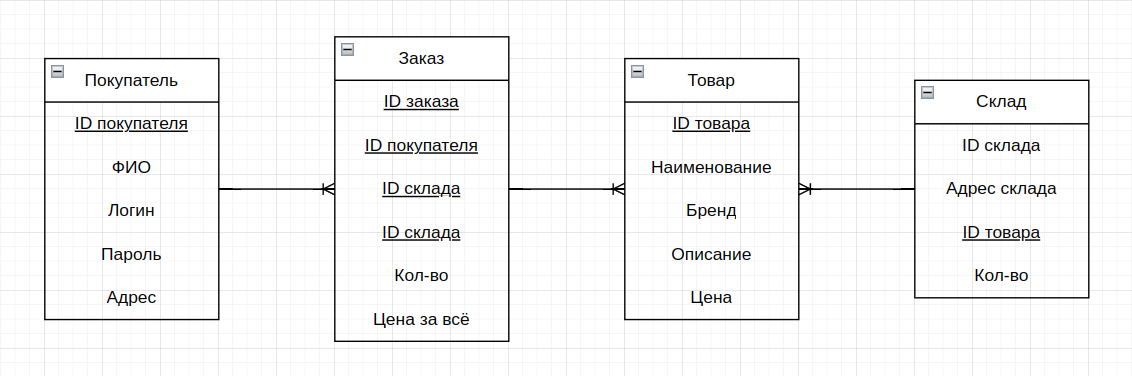 Покупатель
ID покупателя
ФИО
Логин
Пароль
Адрес
Заказ
ID заказа
ID покупателя
ID склада
ID склада
Кол-во
Цена за всё
Товар
ID товара
Наименование
Бренд
Описание
Цена
Склад
ID склада
Адрес склада
ID товара
Кол-во